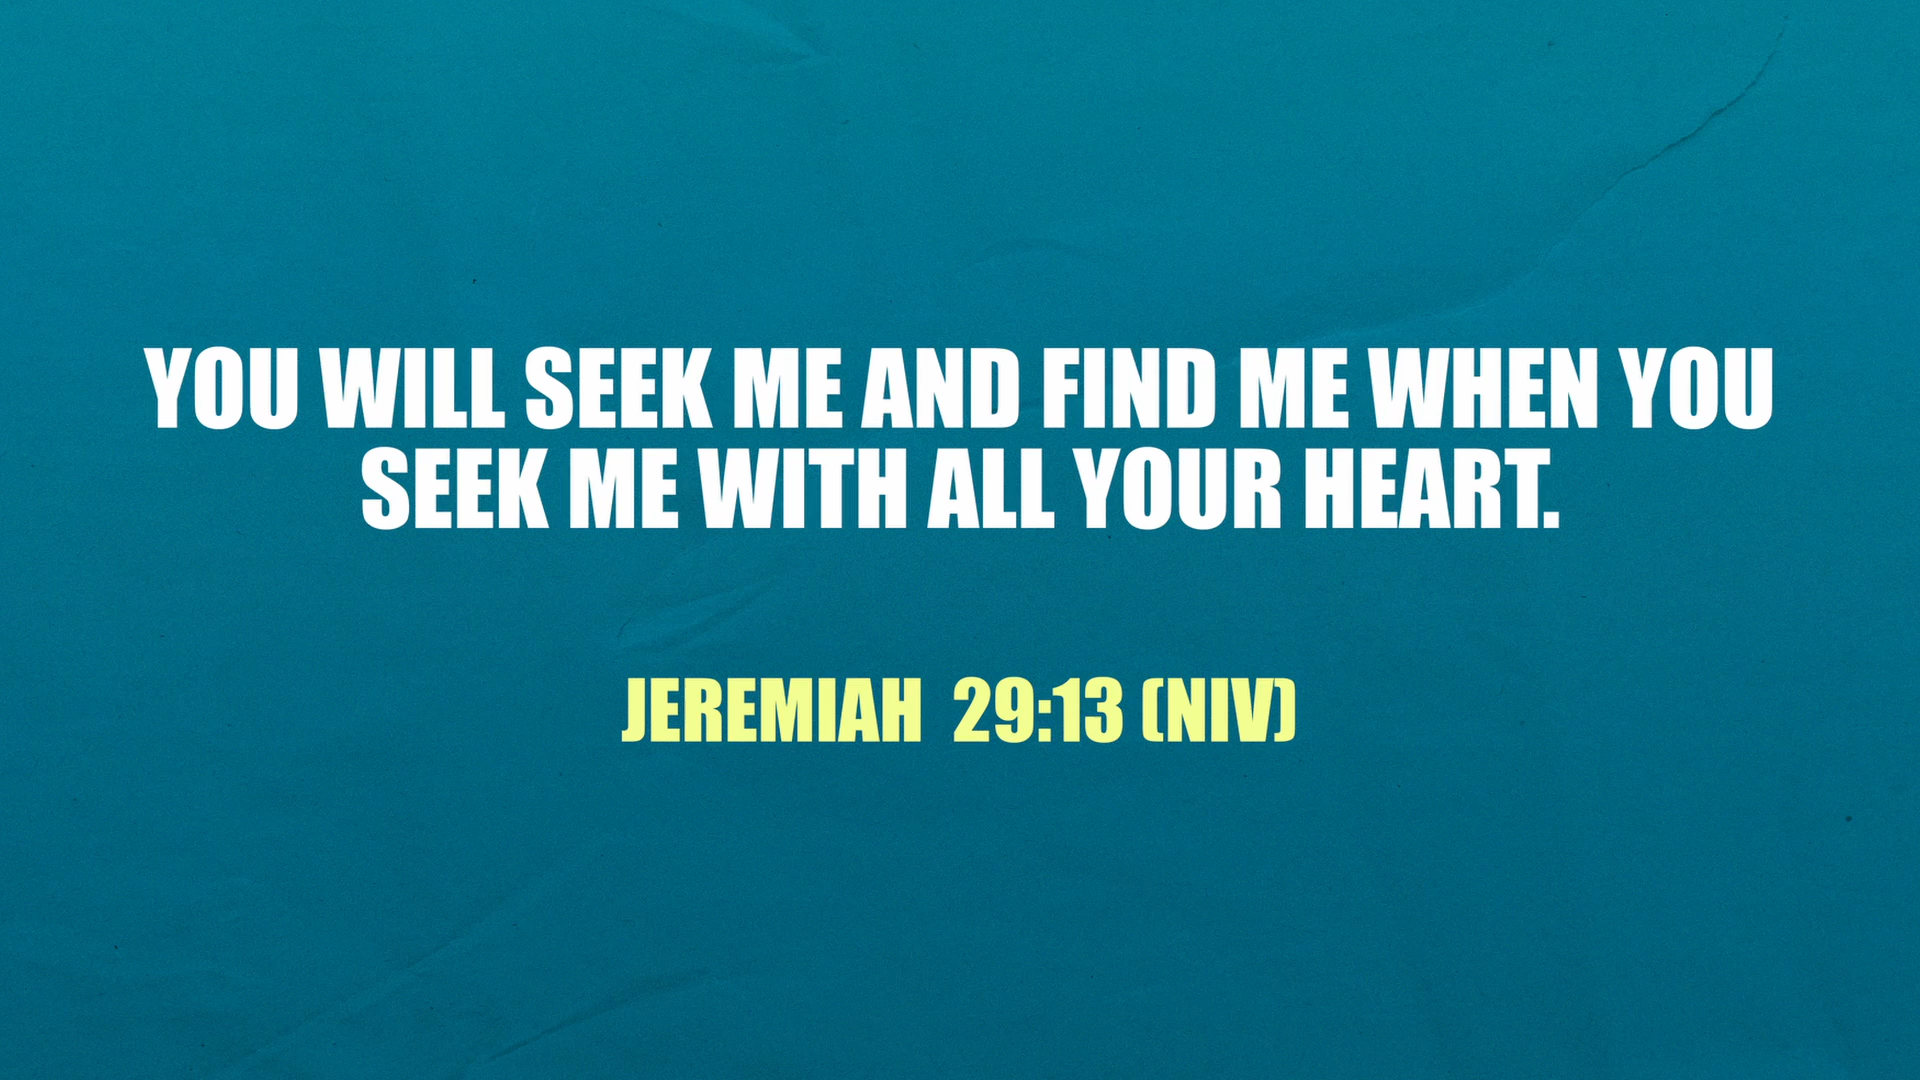 YOU WILL SEEK ME AND FIND ME WHEN YOU
SEEK ME WITH ALL YOUR HEART.
JEREMIAH  29:13 (NIV)